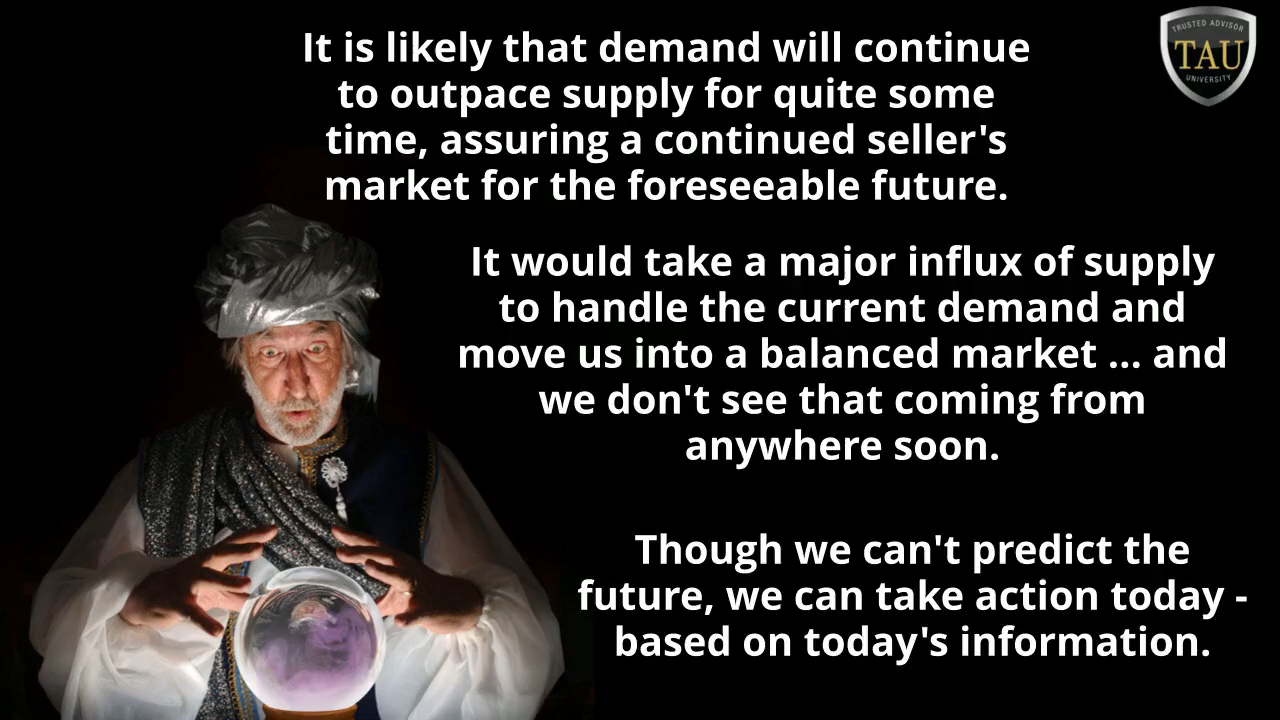 It is likely that demand will continue
to outpace supply for quite some
time, assuring a continued seller's
market for the foreseeable future.
TRUSTED ADVISOR
TAU
UNIVERSITY
It would take a major influx of supply
to handle the current demand and
move us into a balanced market ... and
we don't see that coming from
anywhere soon.
Though we can't predict the
future, we can take action today -
based on today's information.